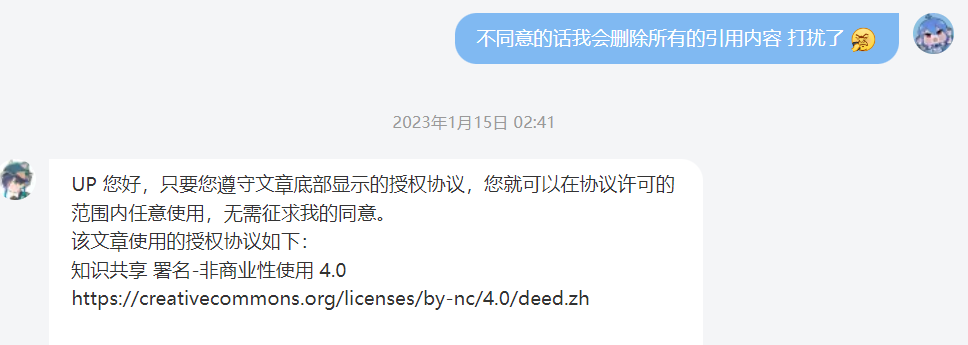 不同意的话我会删除所有的引用内容 打扰了
2023年1月15日 02:41
UP 您好，只要您遵守文章底部显示的授权协议，您就可以在协议许可的
范围内任意使用，无需征求我的同意。
该文章使用的授权协议如下：
知识共享 署名-非商业性使用 4.0
https://creativecommons.org/licenses/by-nc/4.0/deed.zh